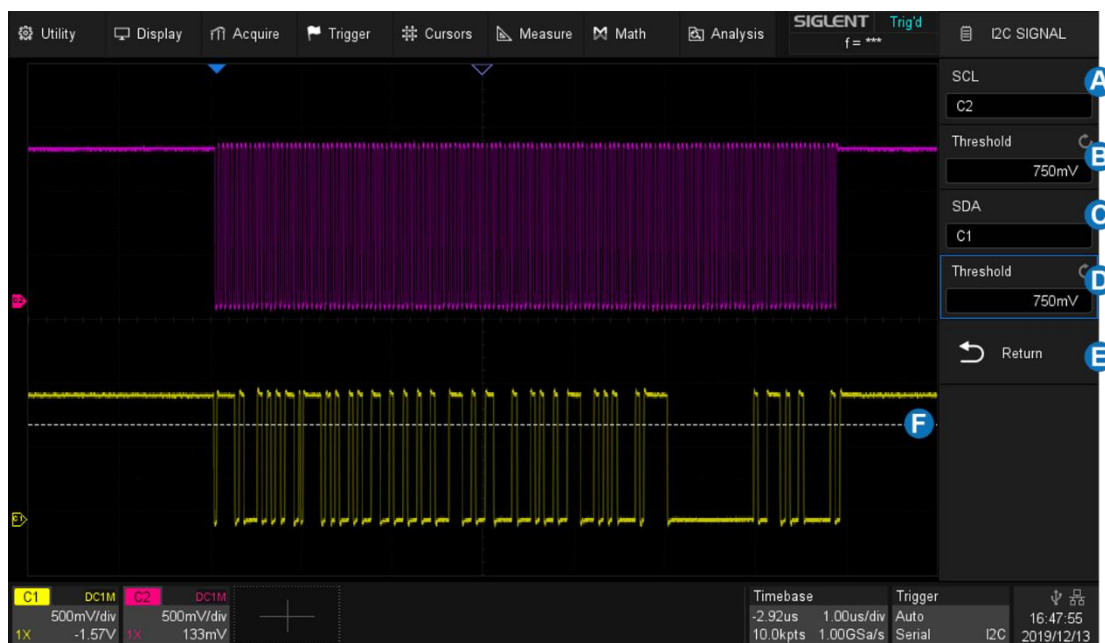 Utility Display Acquire Trigger Cursors Measure Math Analysis
SIGLENT Trig'd
f = ***
I2C SIGNAL
SCL
A
C2
Threshold
B
750mV
SDA
C
C1
Threshold
D
750mV
Return
E
F
C2
C1
C1 DC1M
500mV/div
1X -1.57V
C2 DC1M
500mV/div
1X 133mV
Timebase
-2.92us 1.00us/div
10.0kpts 1.00GSa/s
Trigger
Auto
Serial I2C
16:47:55
2019/12/13